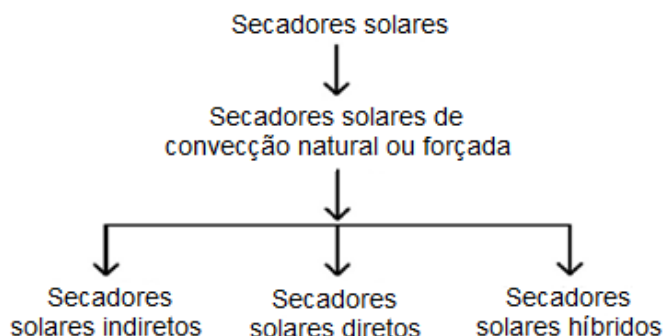 Secadores solares
Secadores solares de
convecção natural ou forçada
Secadores
solares indiretos
Secadores
solares diretos
Secadores
solares híbridos